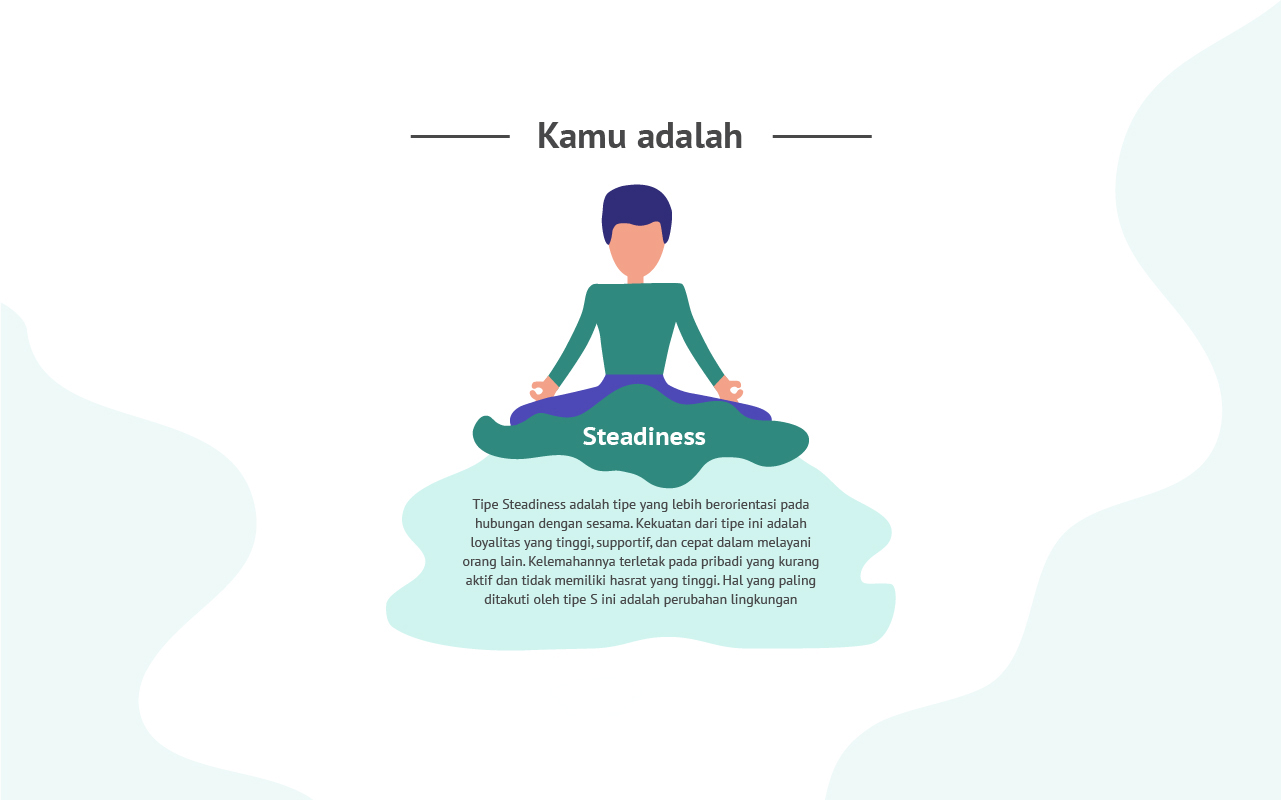 Kamu adalah
Steadiness
Tipe Steadiness adalah tipe yang lebih berorientasi pada
hubungan dengan sesama. Kekuatan dari tipe ini adalah
loyalitas yang tinggi, supportif, dan cepat dalam melayani
orang lain. Kelemahannya terletak pada pribadi yang kurang
aktif dan tidak memiliki hasrat yang tinggi. Hal yang paling
ditakuti oleh tipe S ini adalah perubahan lingkungan